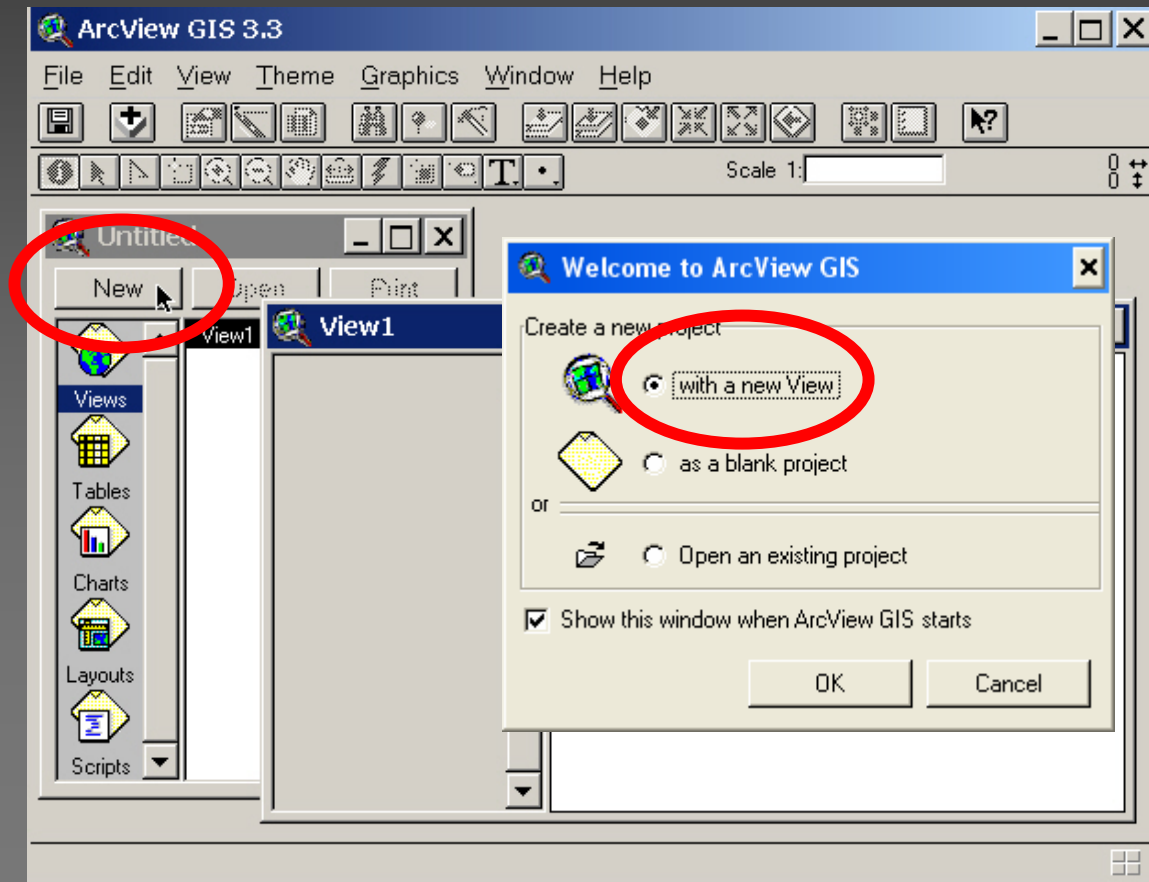 ArcView GIS 3.3
File Edit View Theme Graphics Window Help
T.
Scale 1:
0
0
Untitled
New Open Print
View1
Views
Tables
Charts
Layouts
Scripts
View1
Welcome to ArcView GIS
Create a new project
with a new View
as a blank project
or
Open an existing project
Show this window when ArcView GIS starts
OK Cancel